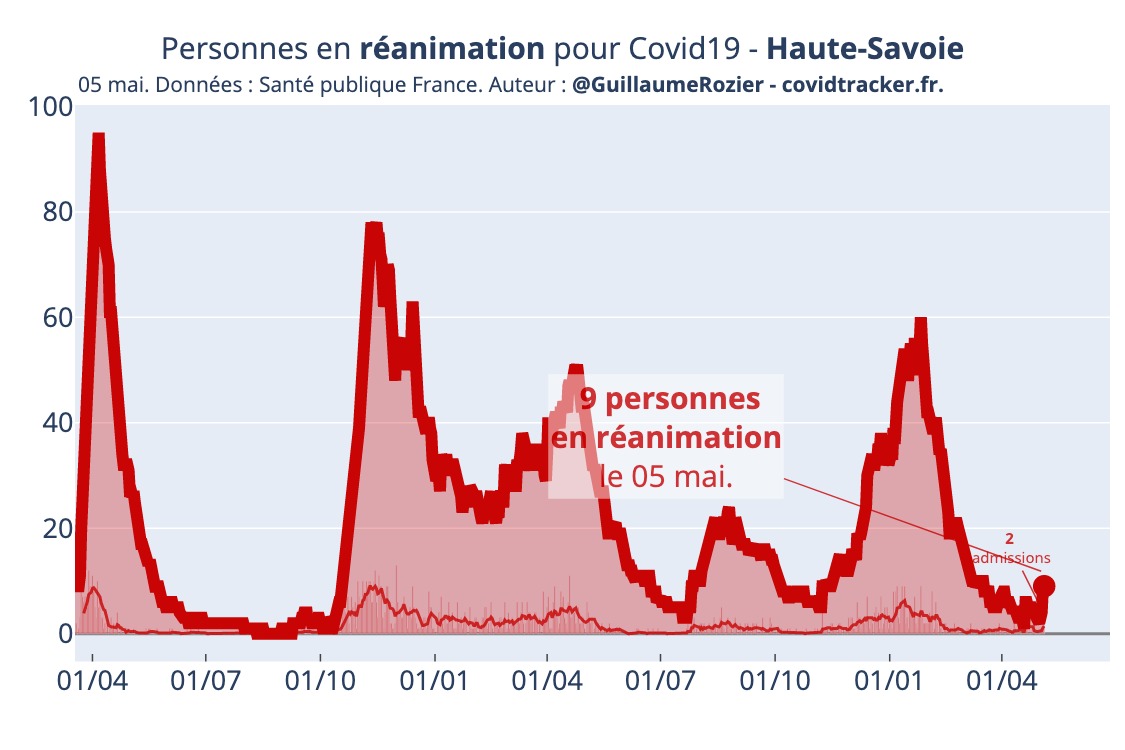 Personnes en réanimation pour Covid19 - Haute-Savoie
05 mai. Données : Santé publique France. Auteur : @GuillaumeRozier - covidtracker.fr.
100
80
60
40
20
0
9 personnes
en réanimation
le 05 mai.
2
admissions
01/04 01/07 01/10 01/01 01/04 01/07 01/10 01/01 01/04